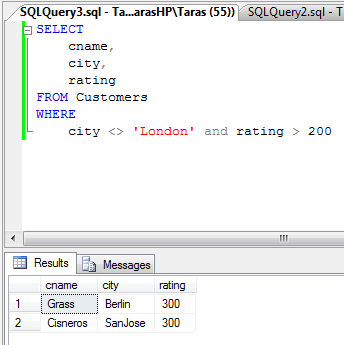 SQLQuery3.sql - Ta...arasHP\Taras (55)) SQLQuery2.sql - T
SELECT
cname,
city,
rating
FROM Customers
WHERE
city <> 'London' and rating > 200
Results Messages
cname city rating
1 Grass Berlin 300
2 Cisneros SanJose 300